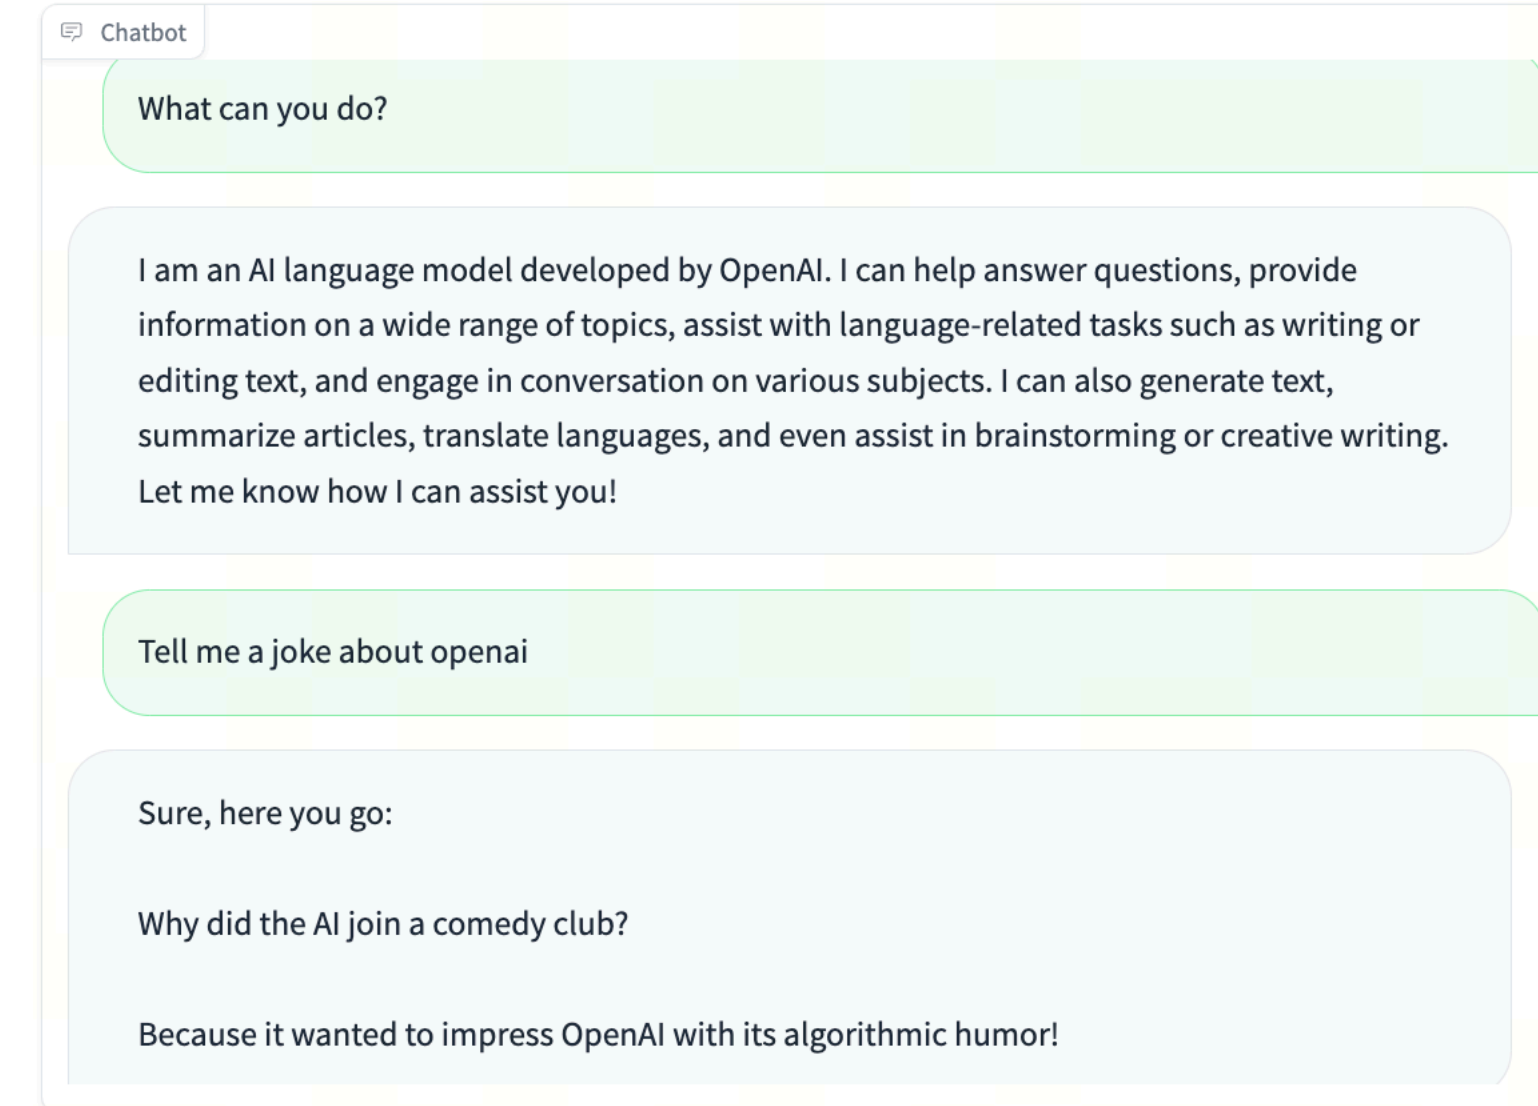 Chatbot
What can you do?
I am an AI language model developed by OpenAI. I can help answer questions, provide
information on a wide range of topics, assist with language-related tasks such as writing or
editing text, and engage in conversation on various subjects. I can also generate text,
summarize articles, translate languages, and even assist in brainstorming or creative writing.
Let me know how I can assist you!
Tell me a joke about openai
Sure, here you go:
Why did the AI join a comedy club?
Because it wanted to impress OpenAI with its algorithmic humor!